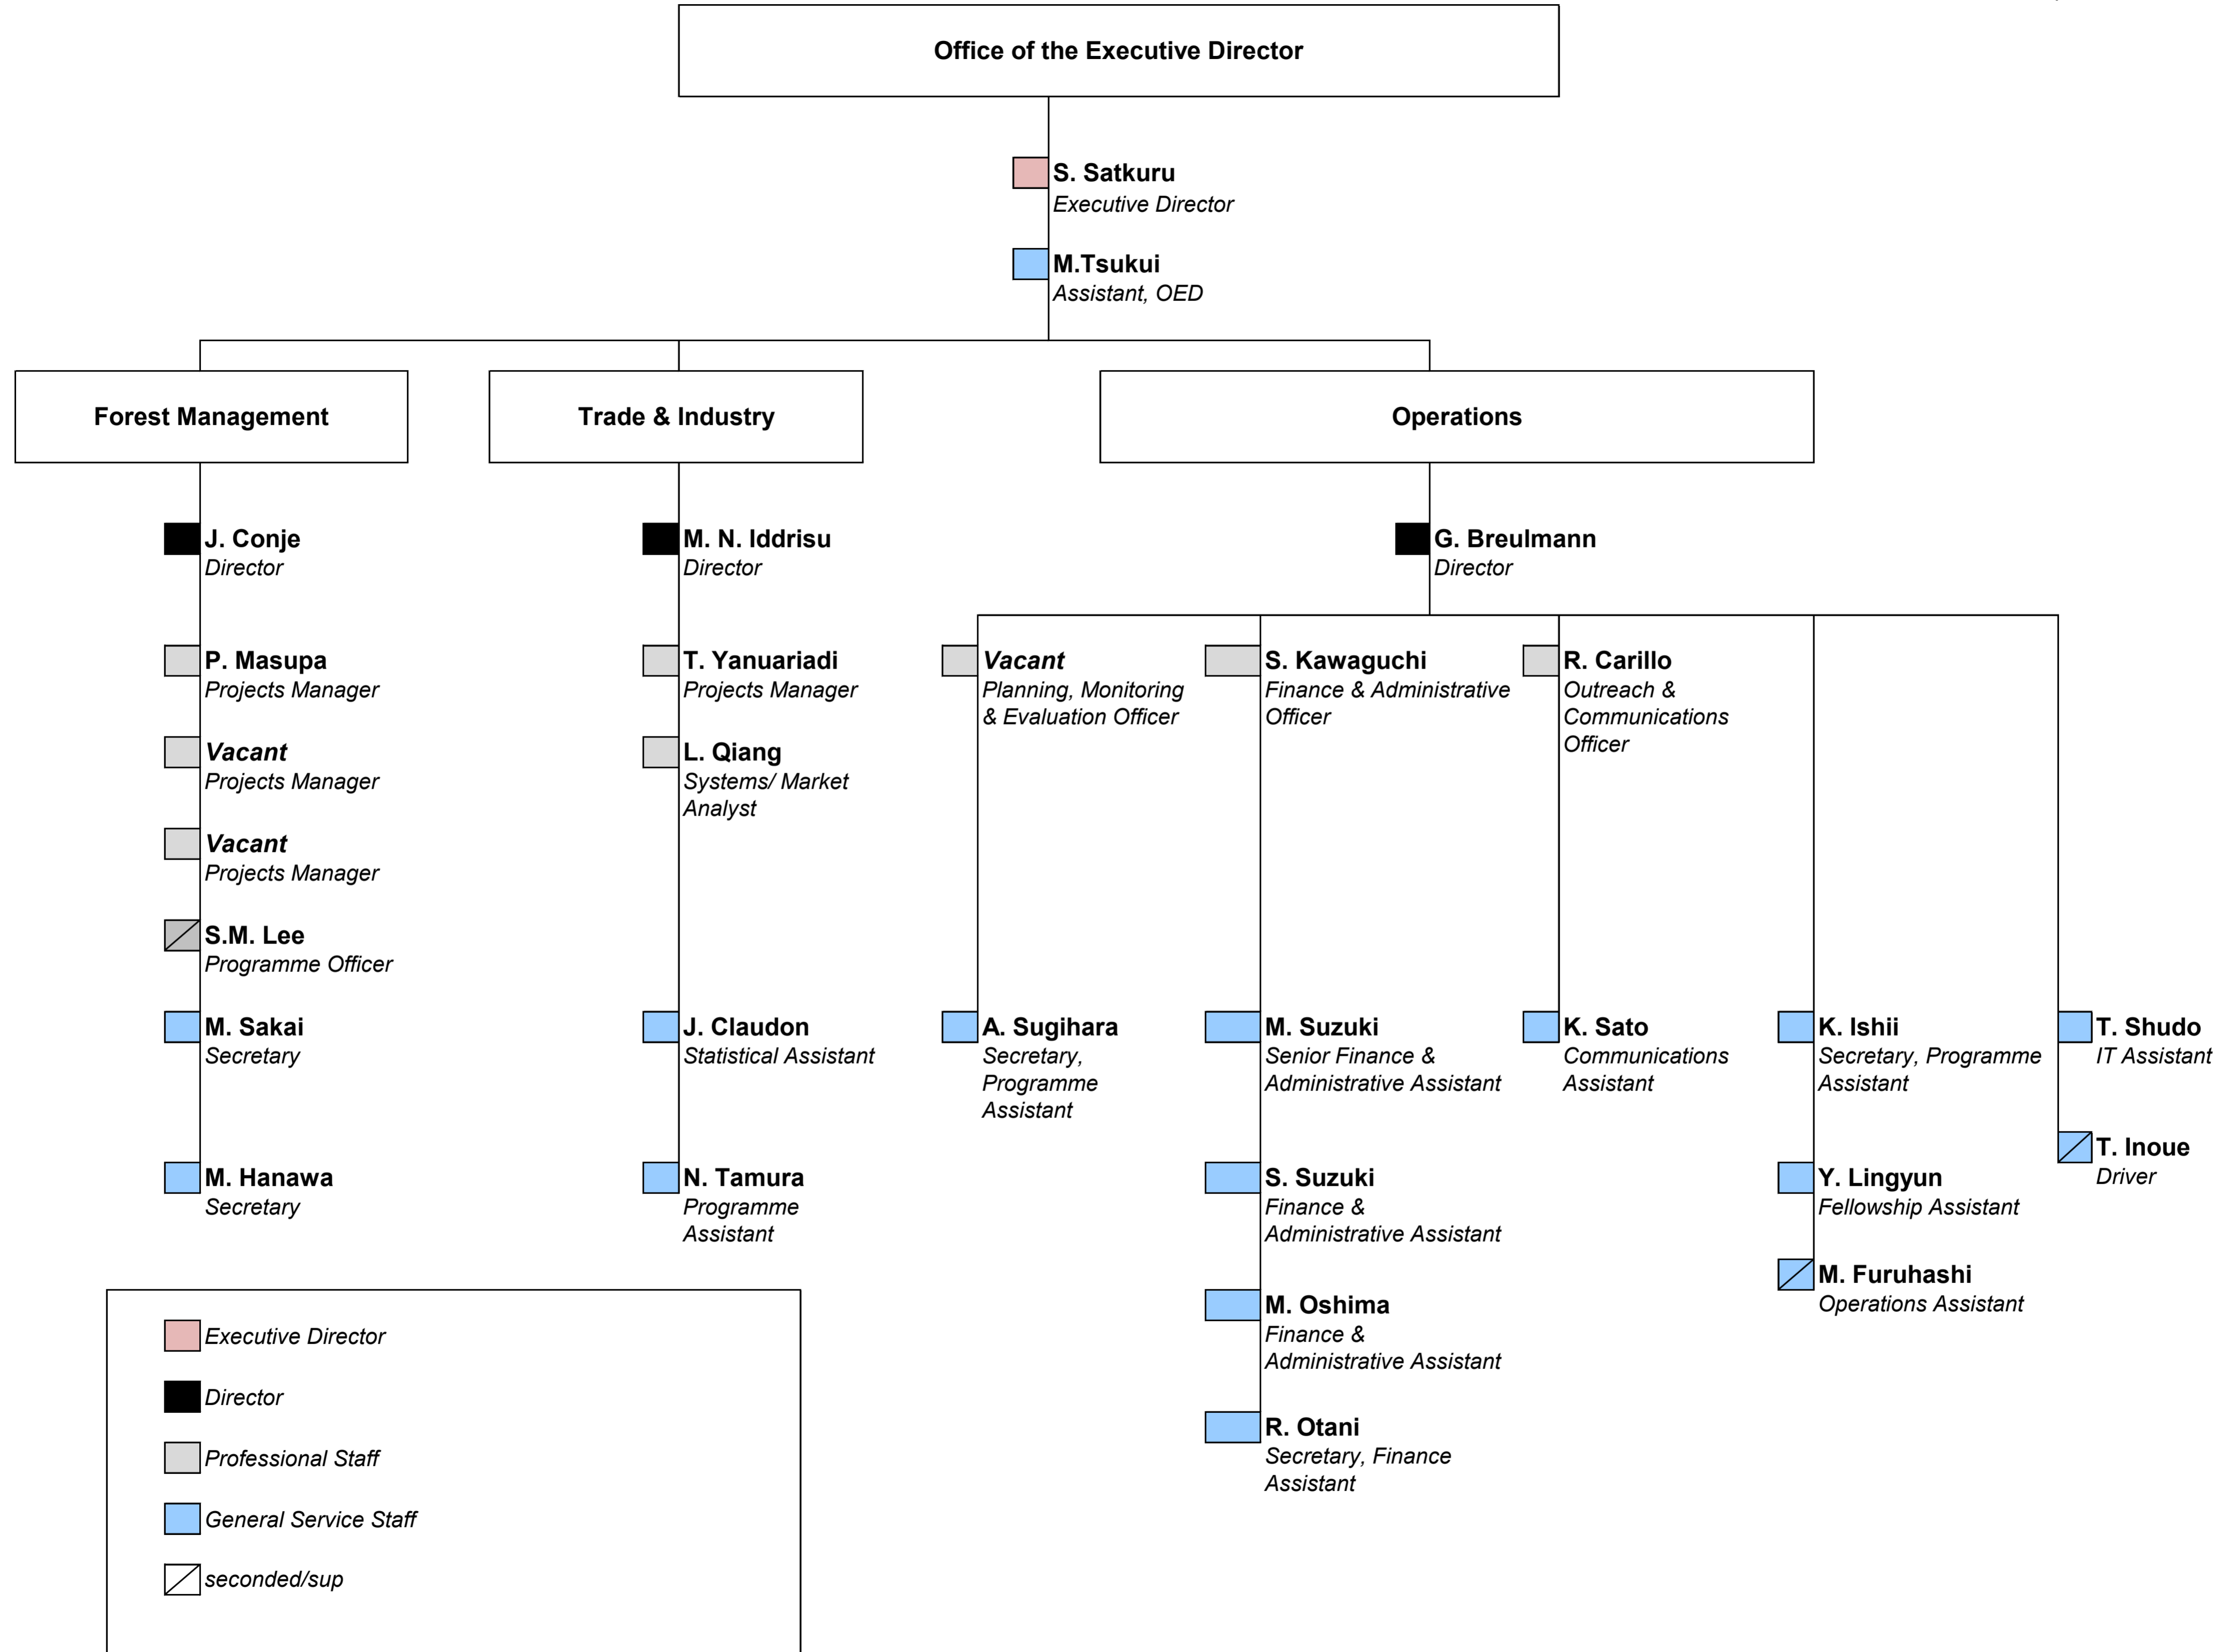 Office of the Executive Director
S. Satkuru
Executive Director
M.Tsukui
Assistant, OED
Forest Management
Trade & Industry
Operations
J. Conje
Director
P. Masupa
Projects Manager
Vacant
Projects Manager
Vacant
Projects Manager
S.M. Lee
Programme Officer
M. Sakai
Secretary
M. Hanawa
Secretary
M. N. Iddrisu
Director
T. Yanuariadi
Projects Manager
L. Qiang
Systems/ Market
Analyst
J. Claudon
Statistical Assistant
N. Tamura
Programme
Assistant
G. Breulmann
Director
Vacant
Planning, Monitoring
& Evaluation Officer
A. Sugihara
Secretary,
Programme
Assistant
S. Kawaguchi
Finance & Administrative
Officer
M. Suzuki
Senior Finance &
Administrative Assistant
S. Suzuki
Finance &
Administrative Assistant
M. Oshima
Finance &
Administrative Assistant
R. Otani
Secretary, Finance
Assistant
R. Carillo
Outreach &
Communications
Officer
K. Sato
Communications
Assistant
K. Ishii
Secretary, Programme
Assistant
Y. Lingyun
Fellowship Assistant
M. Furuhashi
Operations Assistant
T. Shudo
IT Assistant
T. Inoue
Driver
Executive Director
Director
Professional Staff
General Service Staff
seconded/sup